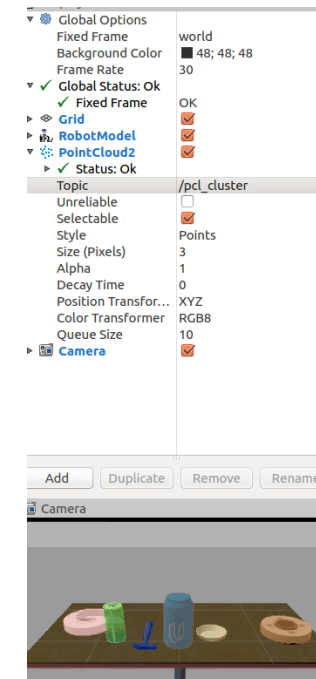 Global Options
Fixed Frame world
Background Color 48; 48; 48
Frame Rate 30
Global Status: Ok
Fixed Frame OK
Grid
RobotModel
PointCloud2
Status: Ok
Topic /pcl_cluster
Unreliable
Selectable
Style Points
Size (Pixels) 3
Alpha 1
Decay Time 0
Position Transfor... XYZ
Color Transformer RGB8
Queue Size 10
Camera
Add Duplicate Remove Rename
Camera